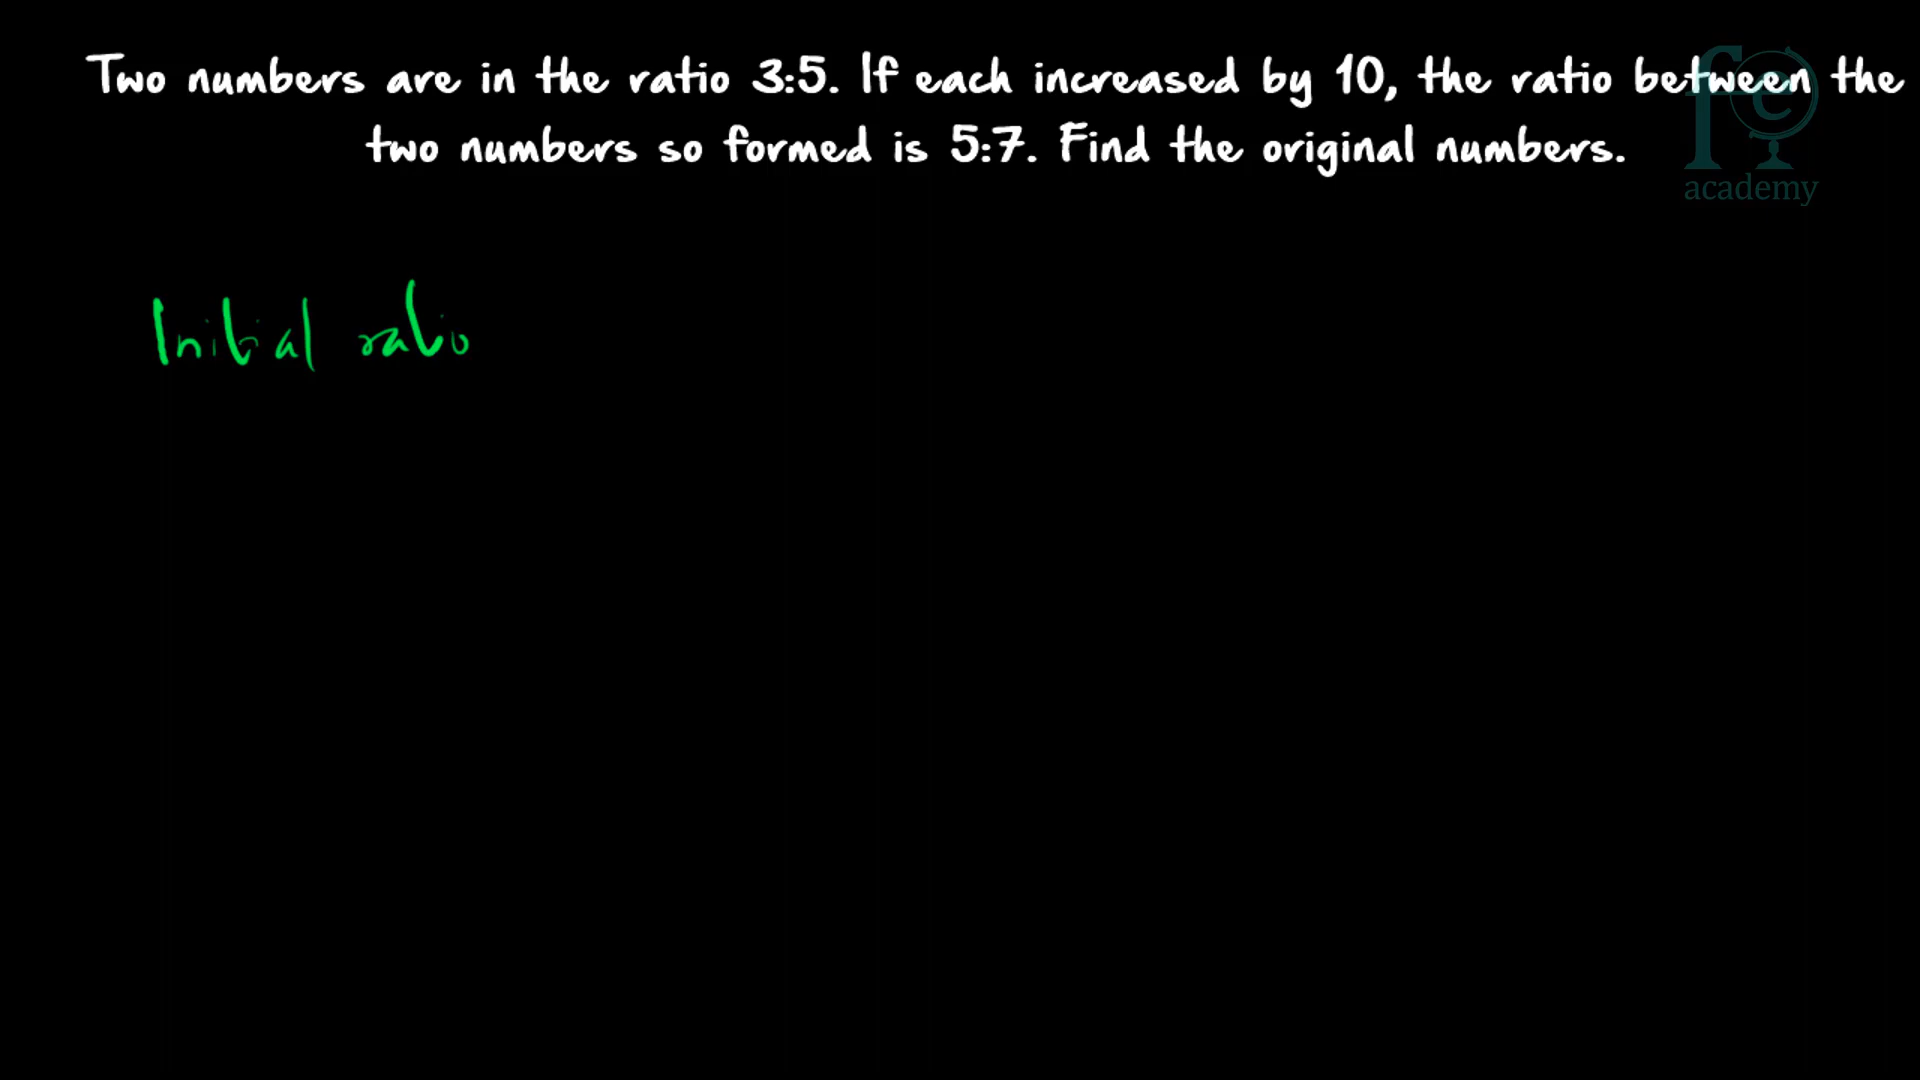 Two numbers are in the ratio 3:5. If each increased by 10, the ratio between the
two numbers so formed is 5:7. Find the original numbers.
fe
academy
Initial ratio